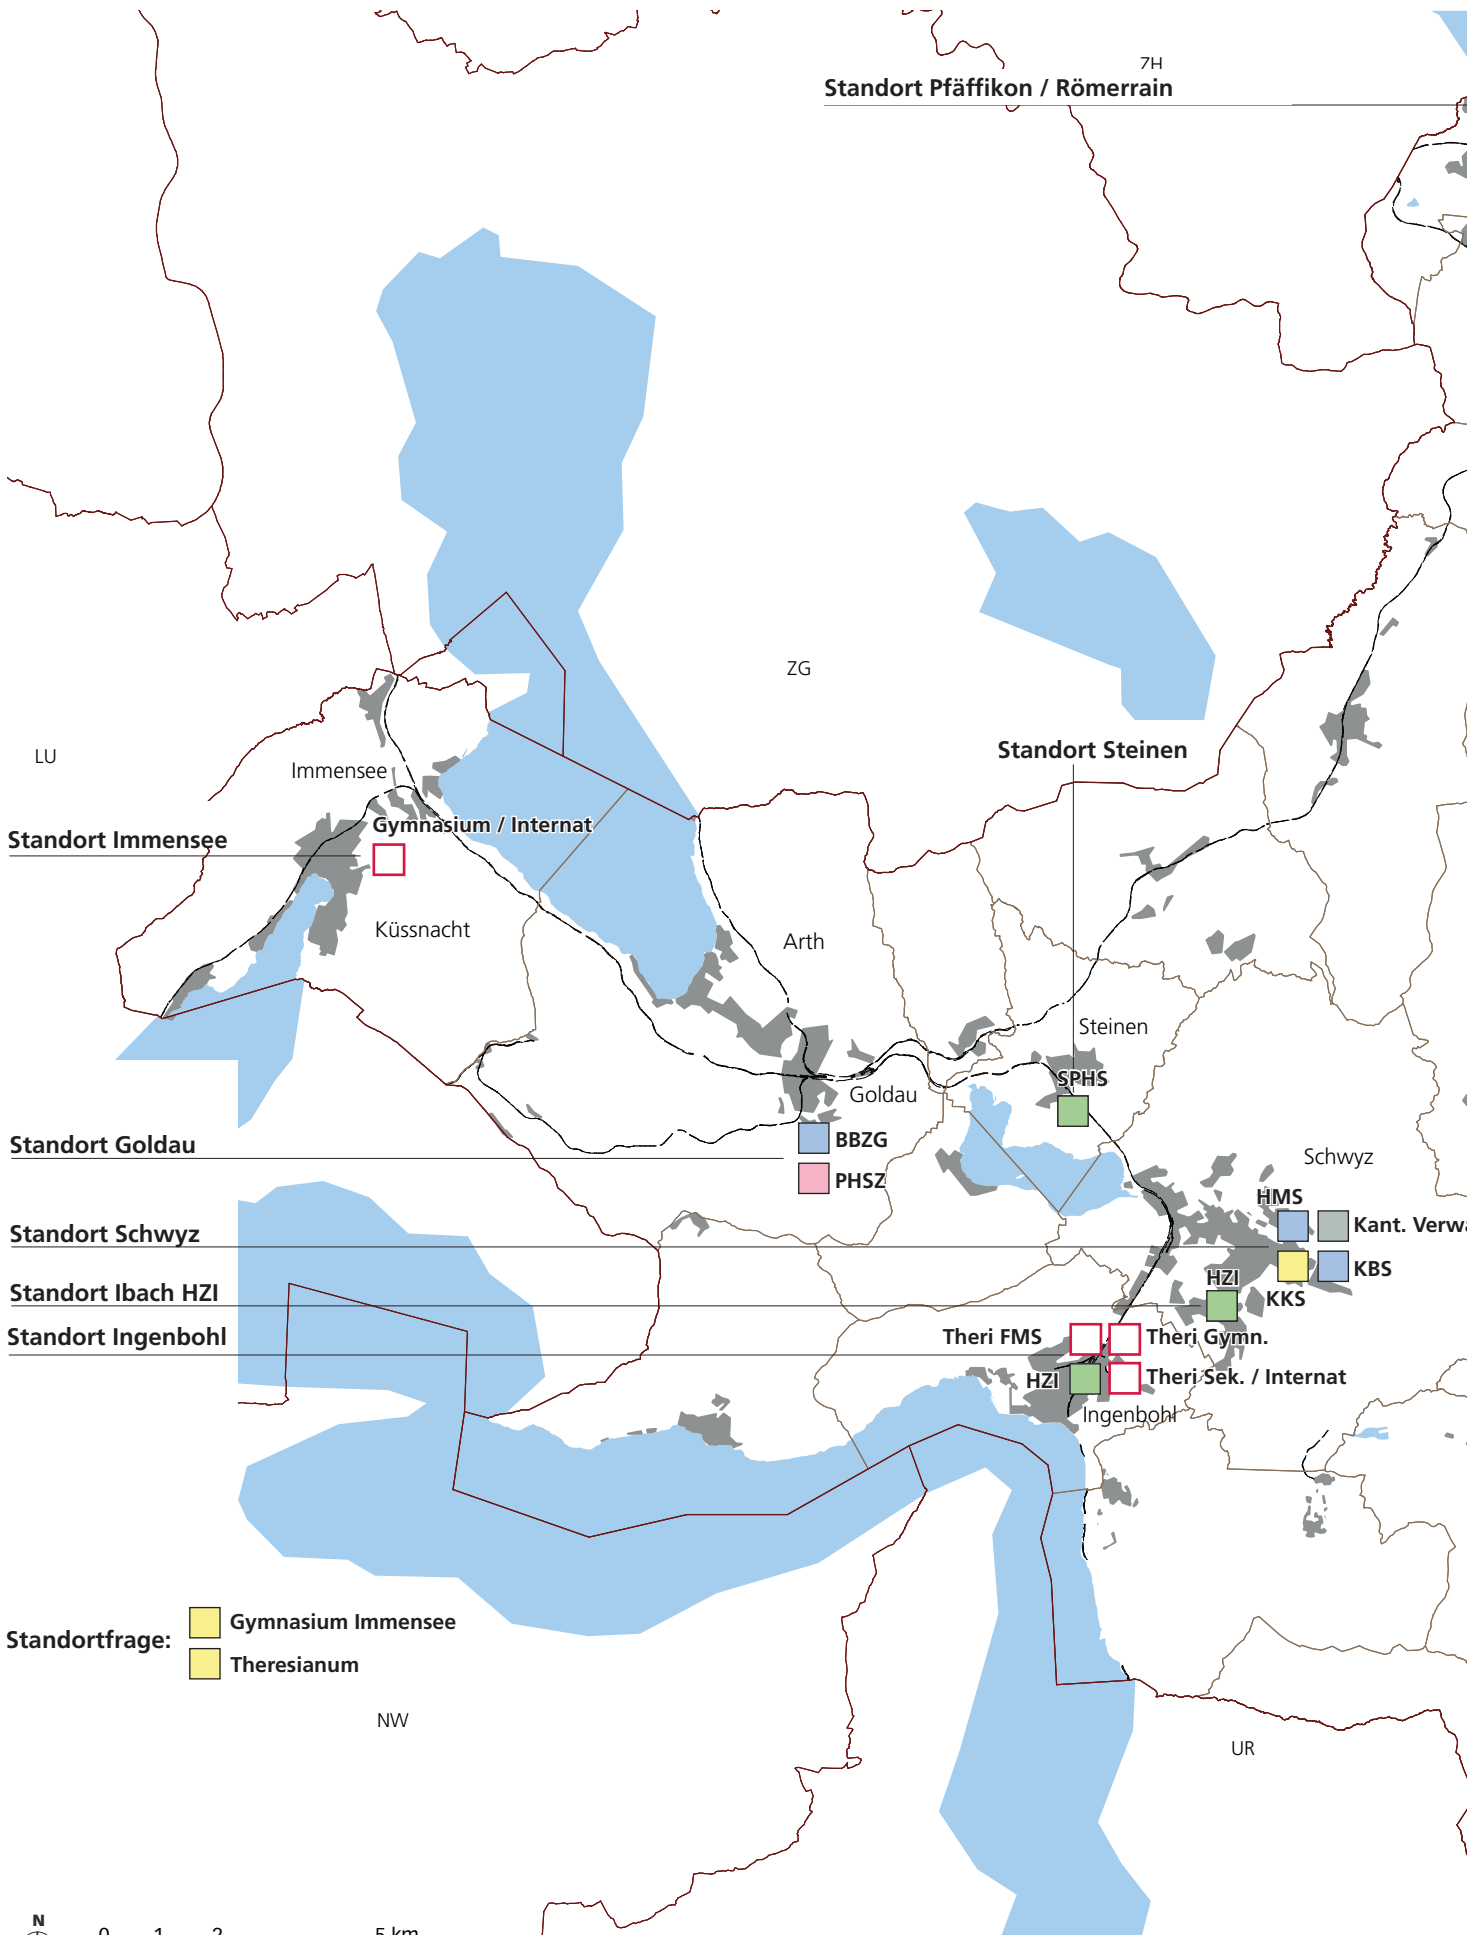 7H
Standort Pfäffikon / Römerrain
ZG
LU
Standort Steinen
Immensee
Gymnasium / Internat
Standort Immensee
Küssnacht
Arth
Steinen
SPHS
Goldau
Standort Goldau
BBZG
PHSZ
Schwyz
HMS
Kant. Verwa
Standort Schwyz
KBS
HZI
KKS
Standort Ibach HZI
Standort Ingenbohl
Theri FMS
Theri Gymn.
HZI
Theri Sek. / Internat
Ingenbohl
Standortfrage:
Gymnasium Immensee
Theresianum
NW
UR
N
0 1 2 5 km